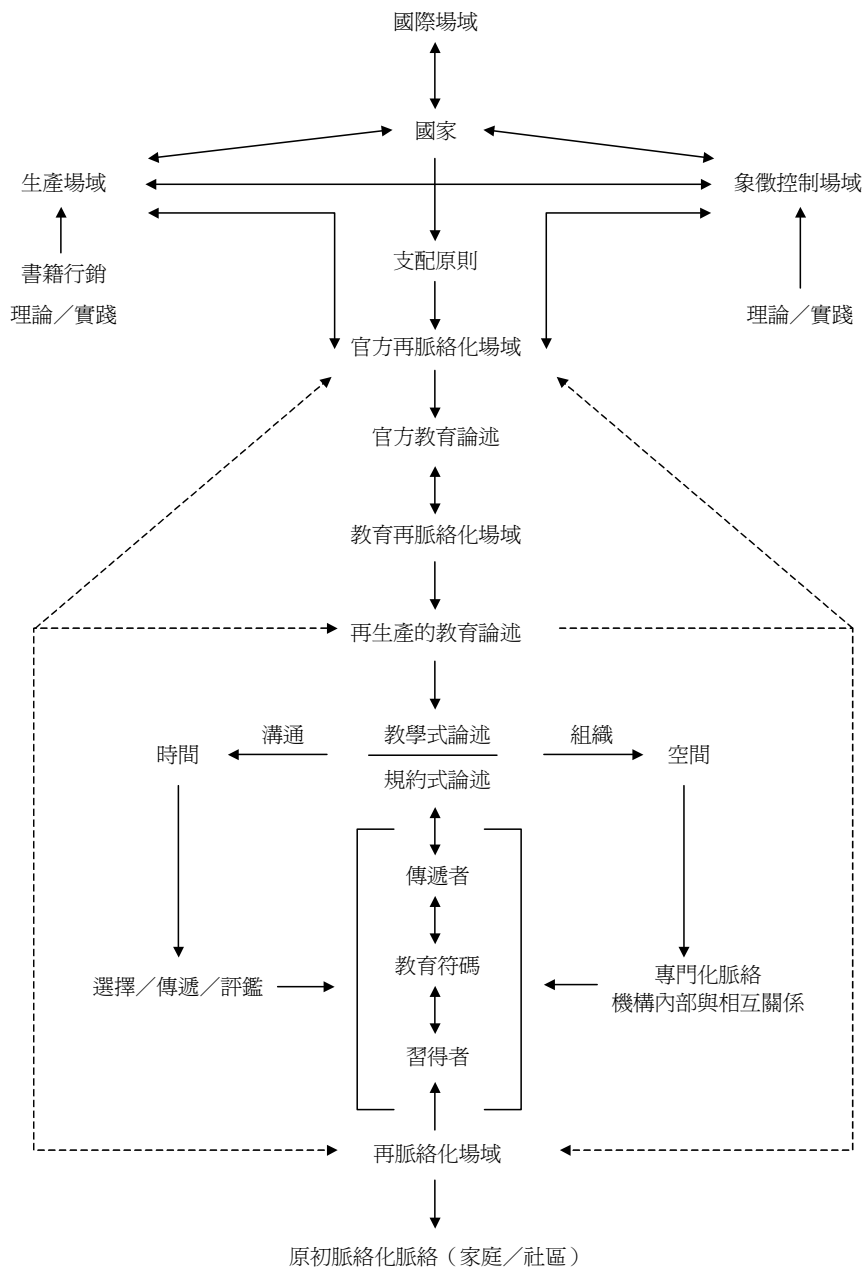 國際場域
國家
生產場域
象徵控制場域
支配原則
書籍行銷
理論／實踐
理論／實踐
官方再脈絡化場域
官方教育論述
教育再脈絡化場域
再生產的教育論述
時間
溝通
教學式論述
規約式論述
組織
空間
傳遞者
選擇／傳遞／評鑑
教育符碼
專門化脈絡
機構內部與相互關係
習得者
再脈絡化場域
原初脈絡化脈絡（家庭／社區）